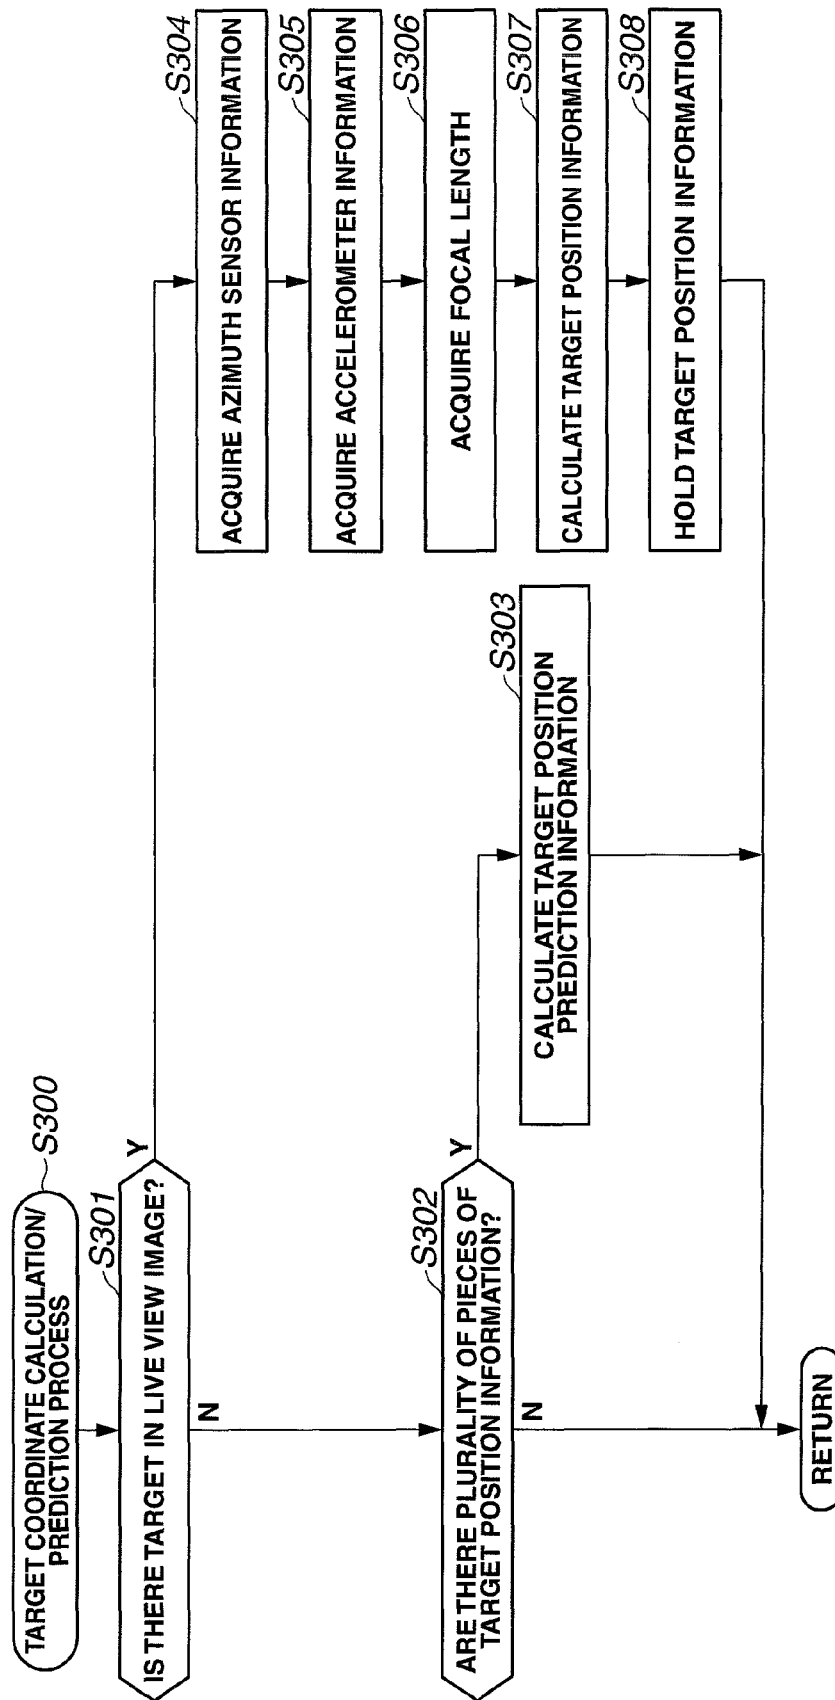 TARGET COORDINATE CALCULATION/
PREDICTION PROCESS
S300
IS THERE TARGET IN LIVE VIEW IMAGE?
S301
Y
N
ARE THERE PLURALITY OF PIECES OF
TARGET POSITION INFORMATION?
S302
Y
N
CALCULATE TARGET POSITION
PREDICTION INFORMATION
S303
ACQUIRE AZIMUTH SENSOR INFORMATION
S304
ACQUIRE ACCELEROMETER INFORMATION
S305
ACQUIRE FOCAL LENGTH
S306
CALCULATE TARGET POSITION INFORMATION
S307
HOLD TARGET POSITION INFORMATION
S308
RETURN